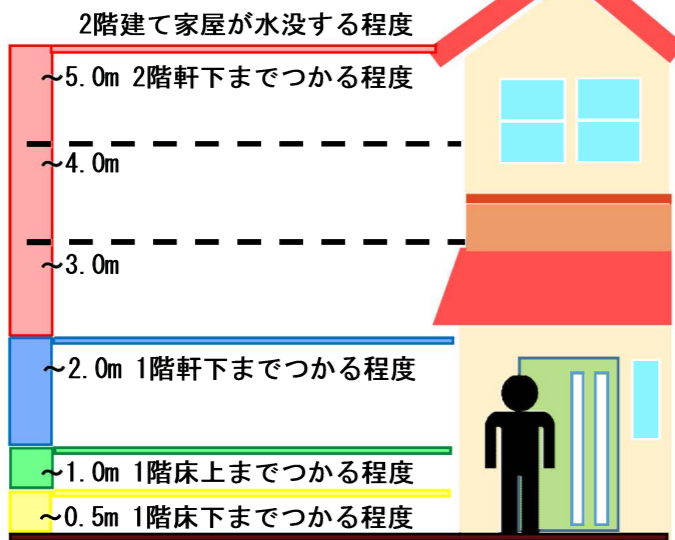 2階建て家屋が水没する程度
～5.0m 2階軒下までつかる程度
～4.0m
～3.0m
～2.0m 1階軒下までつかる程度
～1.0m 1階床上までつかる程度
～0.5m 1階床下までつかる程度